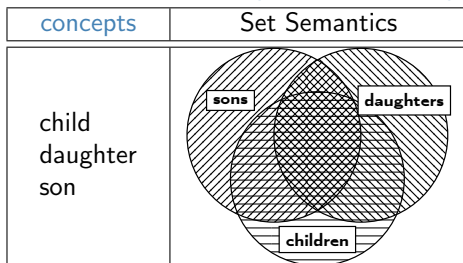 concepts Set Semantics
child
daughter
son
sons
daughters
children